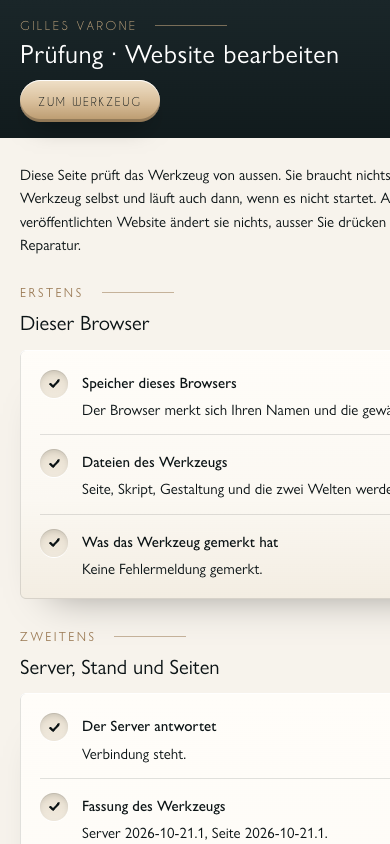 GILLES VARONE
Prüfung · Website bearbeiten
ZUM WERKZEUG
Diese Seite prüft das Werkzeug von aussen. Sie braucht nichts
Werkzeug selbst und läuft auch dann, wenn es nicht startet.
veröffentlichten Website ändert sie nichts, ausser Sie drücken
Reparatur.
ERSTENS
Dieser Browser
Speicher dieses Browsers
Der Browser merkt sich Ihren Namen und die
Dateien des Werkzeugs
Seite, Skript, Gestaltung und die zwei Welten
Was das Werkzeug gemerkt hat
Keine Fehlermeldung gemerkt.
ZWEITENS
Server, Stand und Seiten
Der Server antwortet
Verbindung steht.
Fassung des Werkzeugs
Server 2026-10-21.1, Seite 2026-10-21.1.